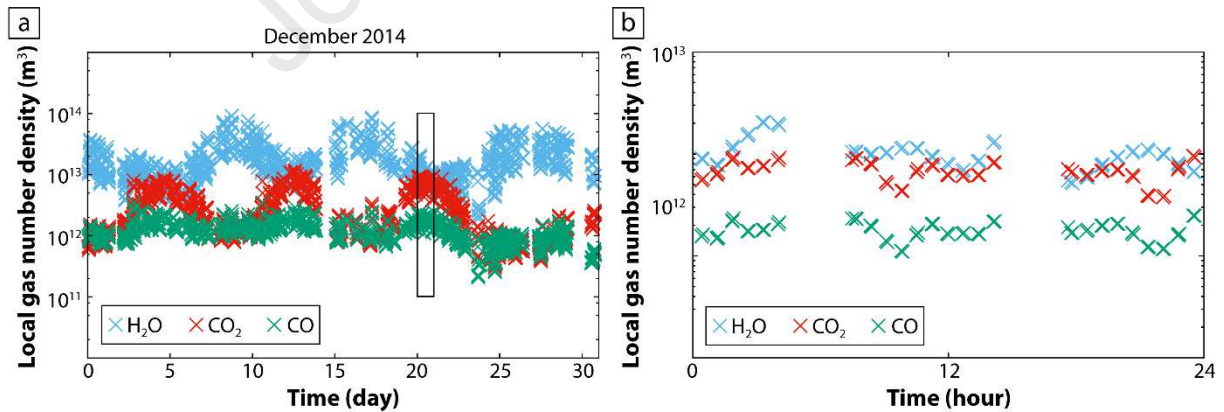 a
December 2014
Local gas number density (m³)
10¹⁴
10¹³
10¹²
10¹¹
H₂O CO₂ CO
0 5 10 15 20 25 30
Time (day)
b
Local gas number density (m³)
10¹³
10¹²
H₂O CO₂ CO
0 12 24
Time (hour)